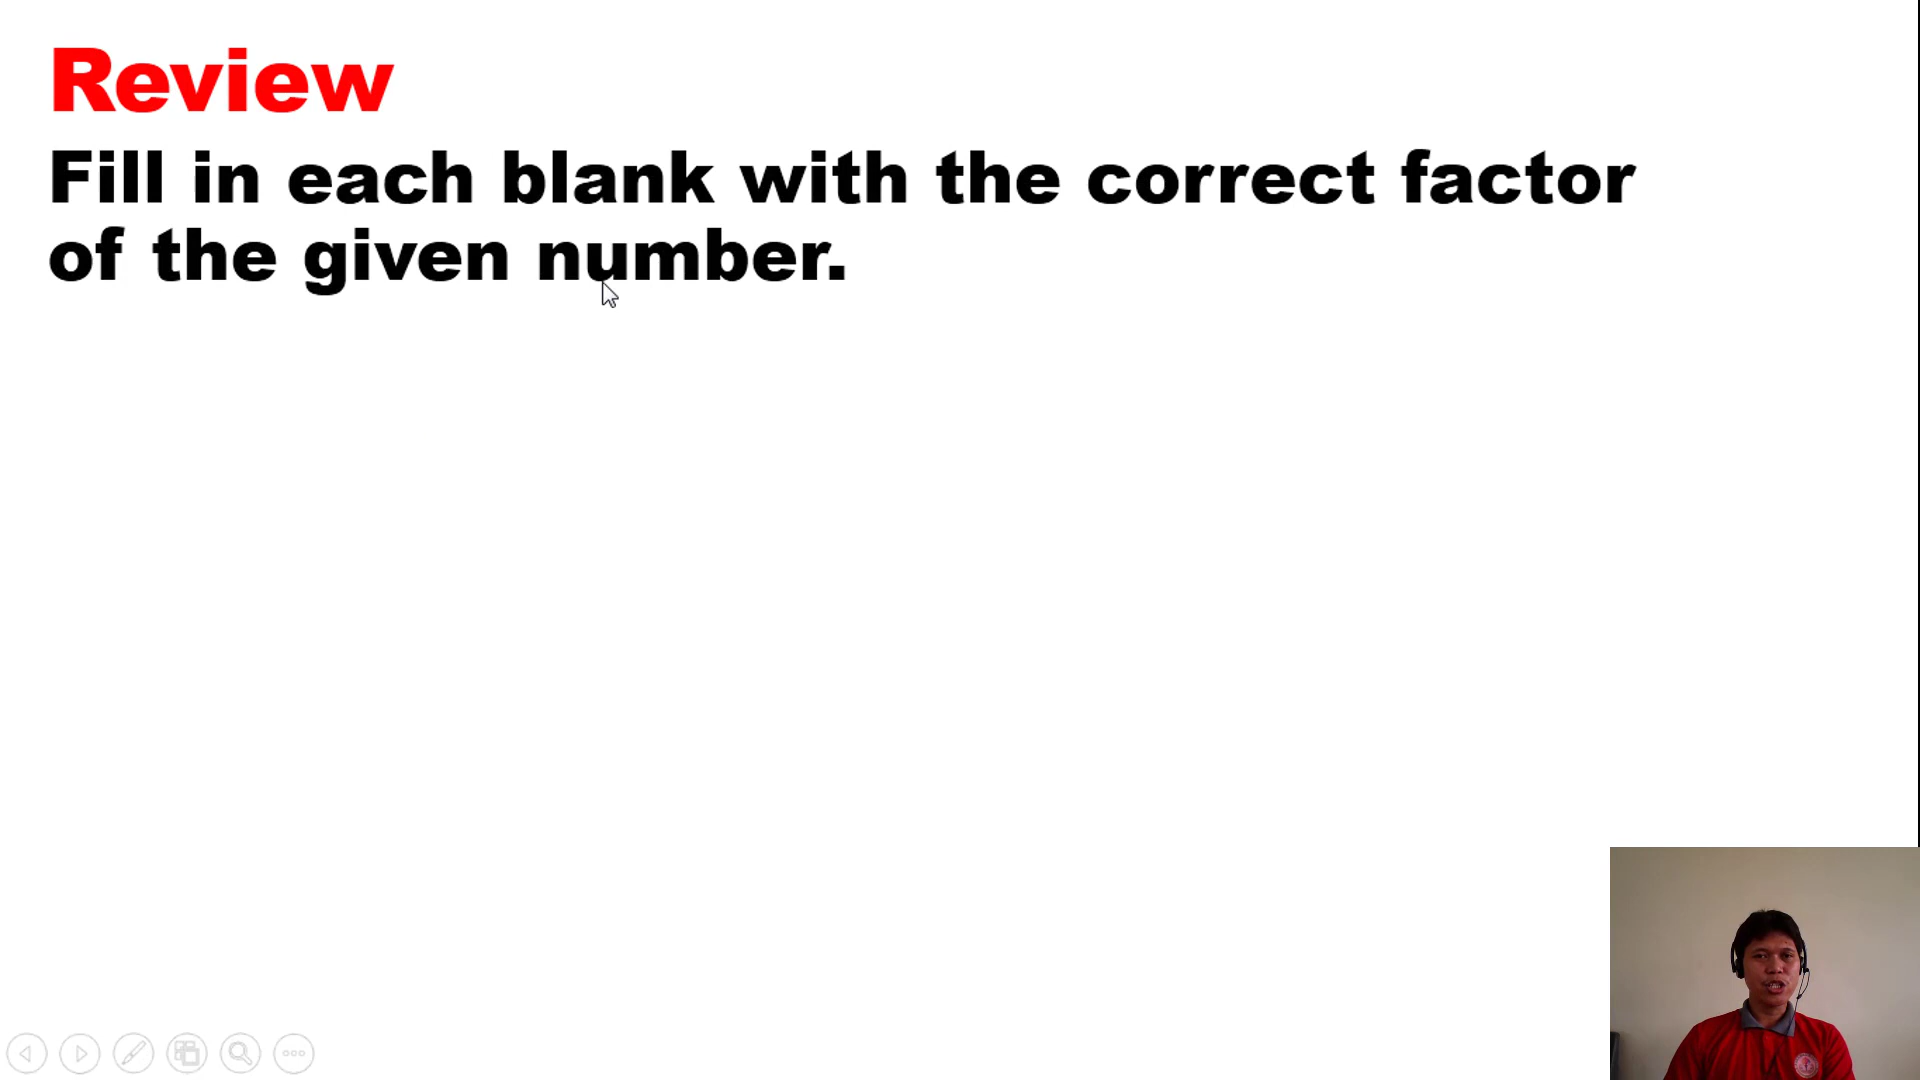 Review
Fill in each blank with the correct factor
of the given number.